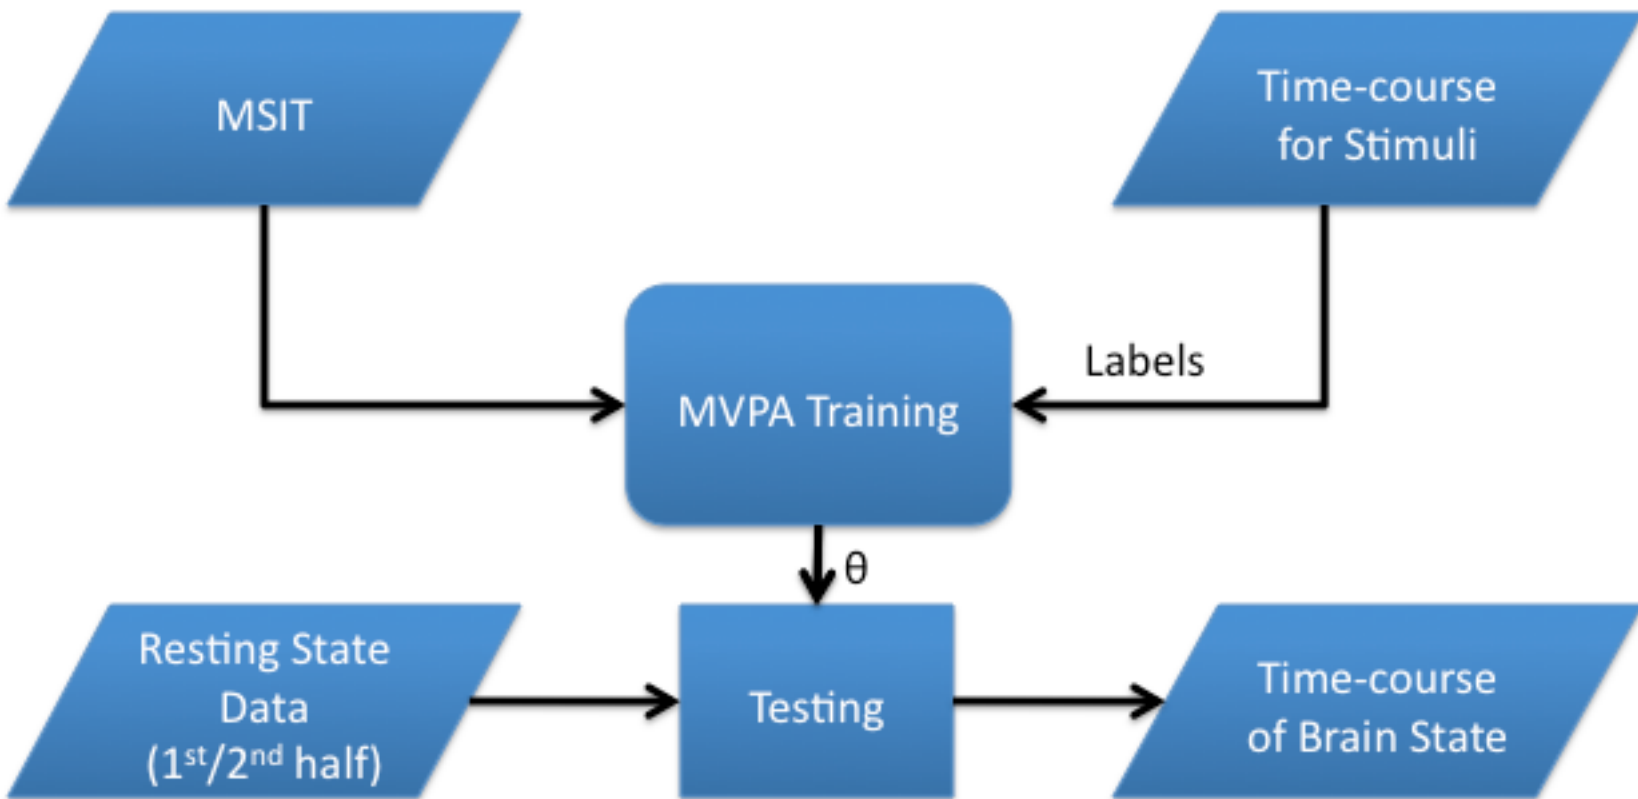 MSIT
Time-course
for Stimuli
Labels
MVPA Training
θ
Resting State
Data
(1st/2nd half)
Testing
Time-course
of Brain State